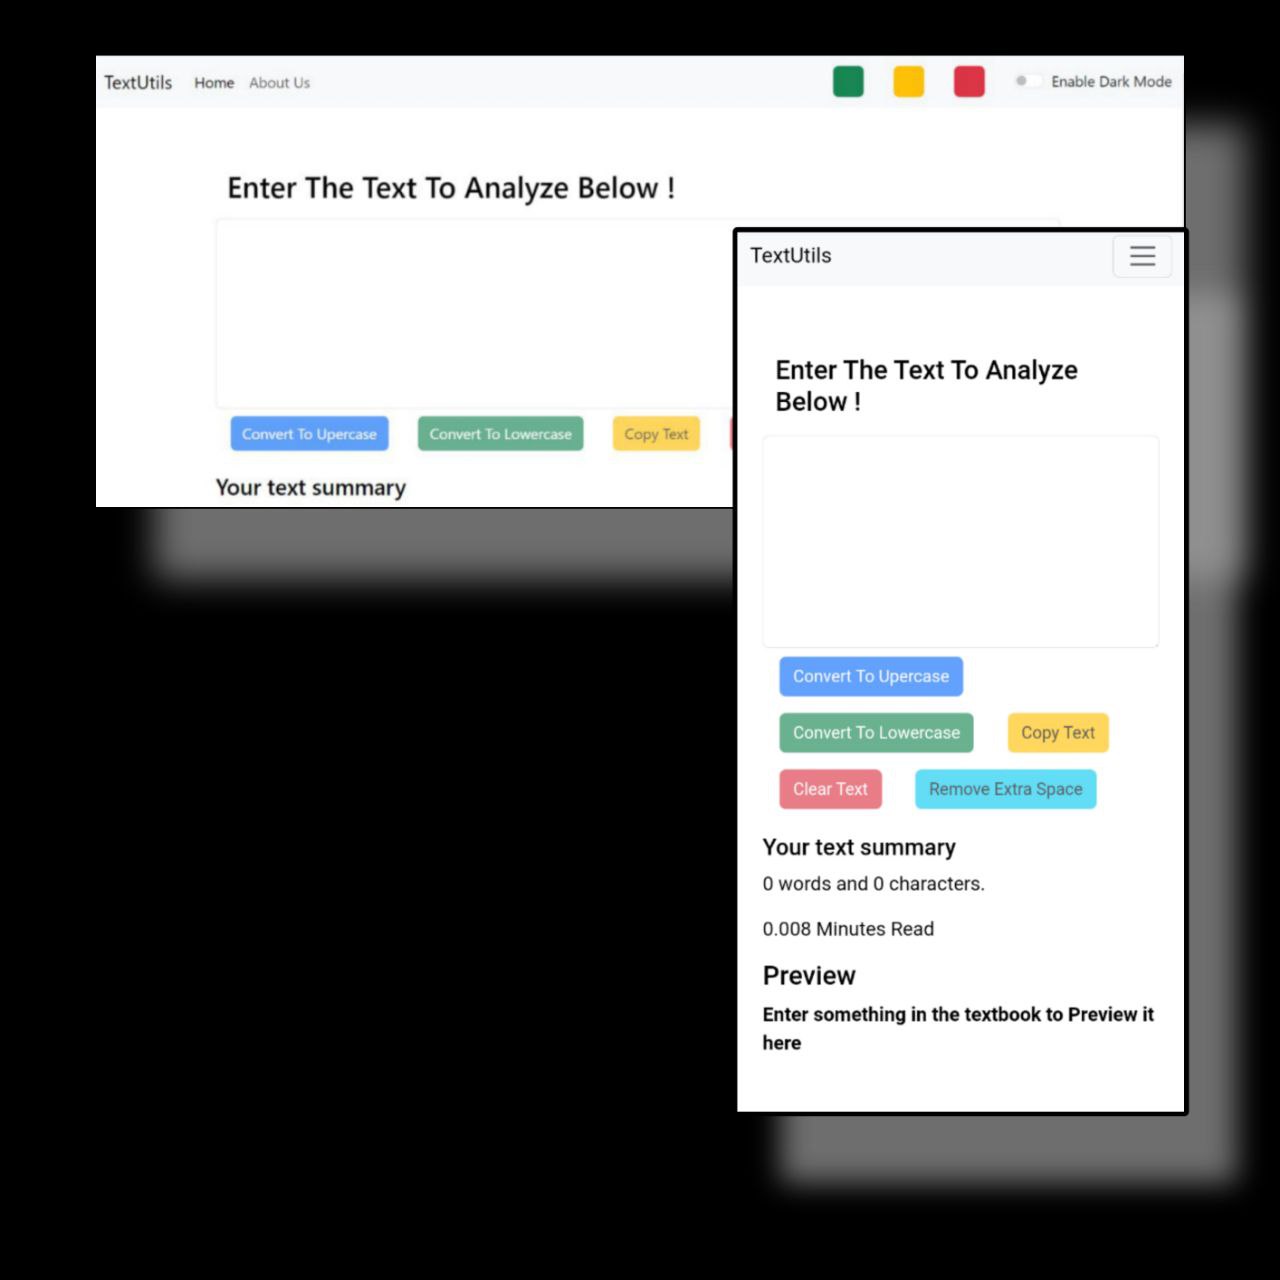 TextUtils Home About Us Enable Dark Mode
Enter The Text To Analyze Below !
Convert To Upercase Convert To Lowercase Copy Text
Your text summary
TextUtils
Enter The Text To Analyze
Below !
Convert To Upercase
Convert To Lowercase Copy Text
Clear Text Remove Extra Space
Your text summary
0 words and 0 characters.
0.008 Minutes Read
Preview
Enter something in the textbook to Preview it
here